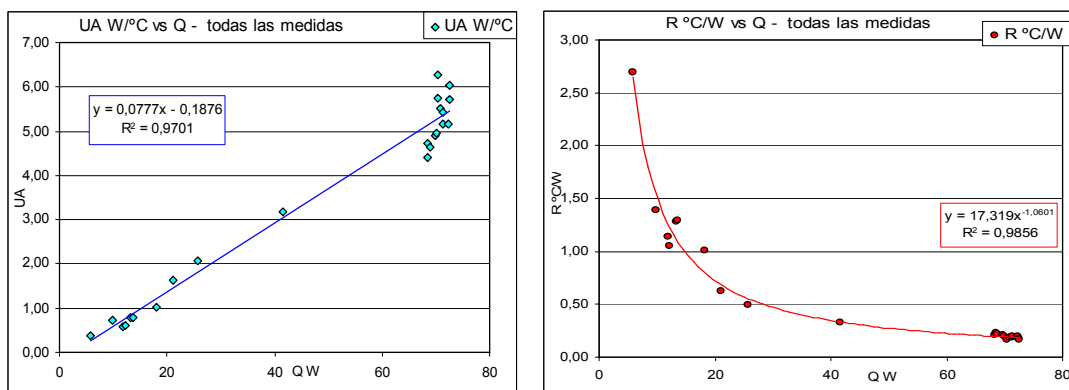 UA W/ºC vs Q - todas las medidas
UA W/ºC
7,00
6,00
5,00
4,00
3,00
2,00
1,00
0,00
UA
y = 0,0777x - 0,1876
R² = 0,9701
0 20 40 60 80
Q W
R ºC/W vs Q - todas las medidas
R ºC/W
3,00
2,50
2,00
1,50
1,00
0,50
0,00
R ºC/W
y = 17,319x⁻¹,⁰⁶⁰¹
R² = 0,9856
0 20 40 60 80
Q W